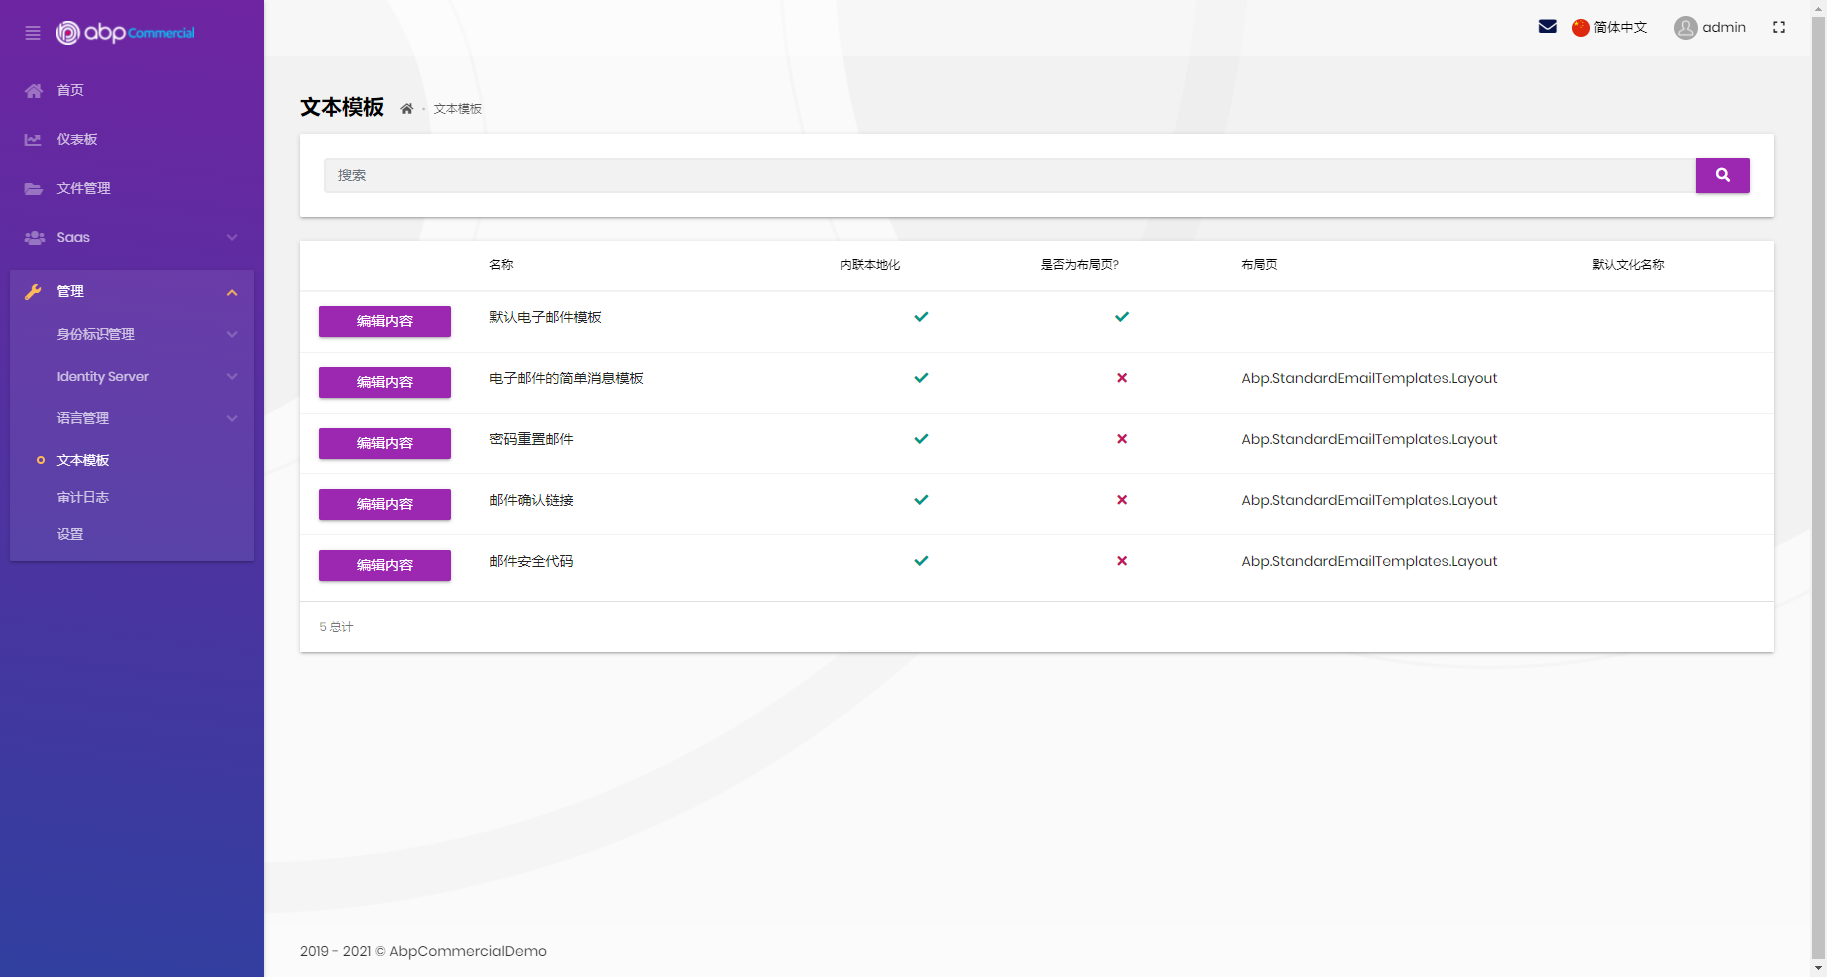 abp Commercial
首页
仪表板
文件管理
Saas
管理
身份标识管理
Identity Server
语言管理
文本模板
审计日志
设置
简体中文
admin
文本模板
文本模板
搜索
名称 内联本地化 是否为布局页? 布局页 默认文化名称
编辑内容 默认电子邮件模板
编辑内容 电子邮件的简单消息模板 Abp.StandardEmailTemplates.Layout
编辑内容 密码重置邮件 Abp.StandardEmailTemplates.Layout
编辑内容 邮件确认链接 Abp.StandardEmailTemplates.Layout
编辑内容 邮件安全代码 Abp.StandardEmailTemplates.Layout
5 总计
2019 - 2021 © AbpCommercialDemo